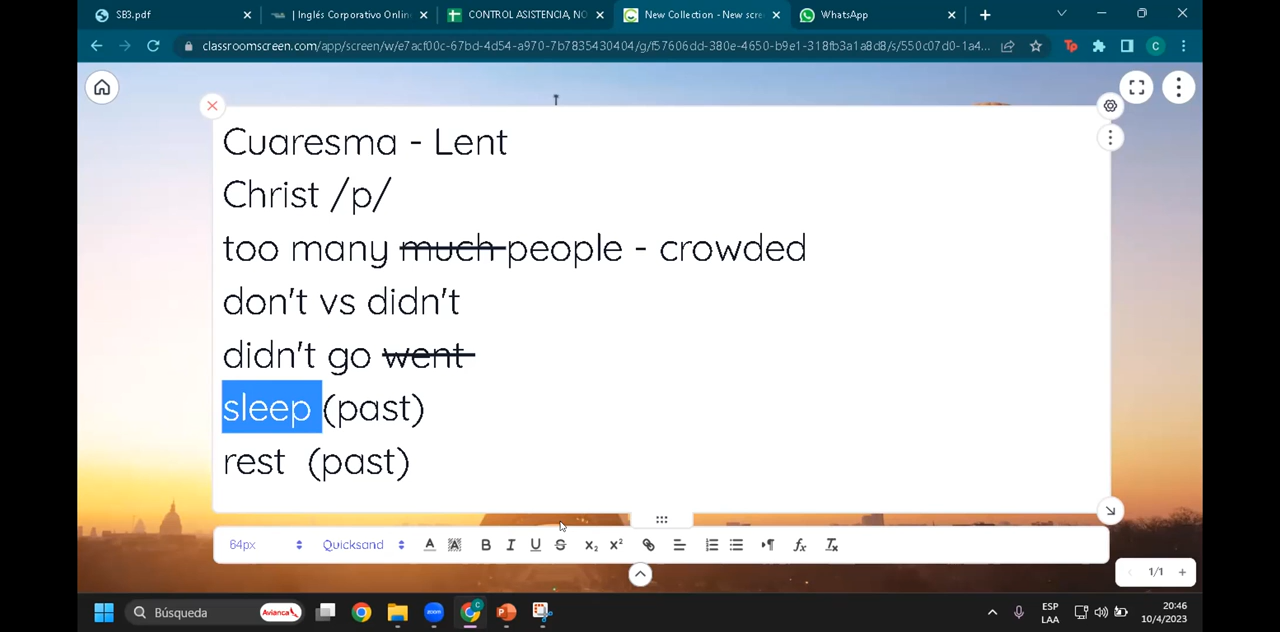 SB3.pdf
| Inglés Corporativo Onlin
CONTROL ASISTENCIA, NO
New Collection - New scre
WhatsApp
classroomscreen.com/app/screen/w/e7acf00c-67bd-4d54-a970-7b7835430404/g/f57606dd-380e-4650-b9e1-318fb3a1a8d8/s/550c07d0-1a4...
Cuaresma - Lent
Christ /p/
too many much people - crowded
don't vs didn't
didn't go went
sleep (past)
rest (past)
64px
Quicksand
1/1
Búsqueda
Avianca
ESP
LAA
20:46
10/4/2023